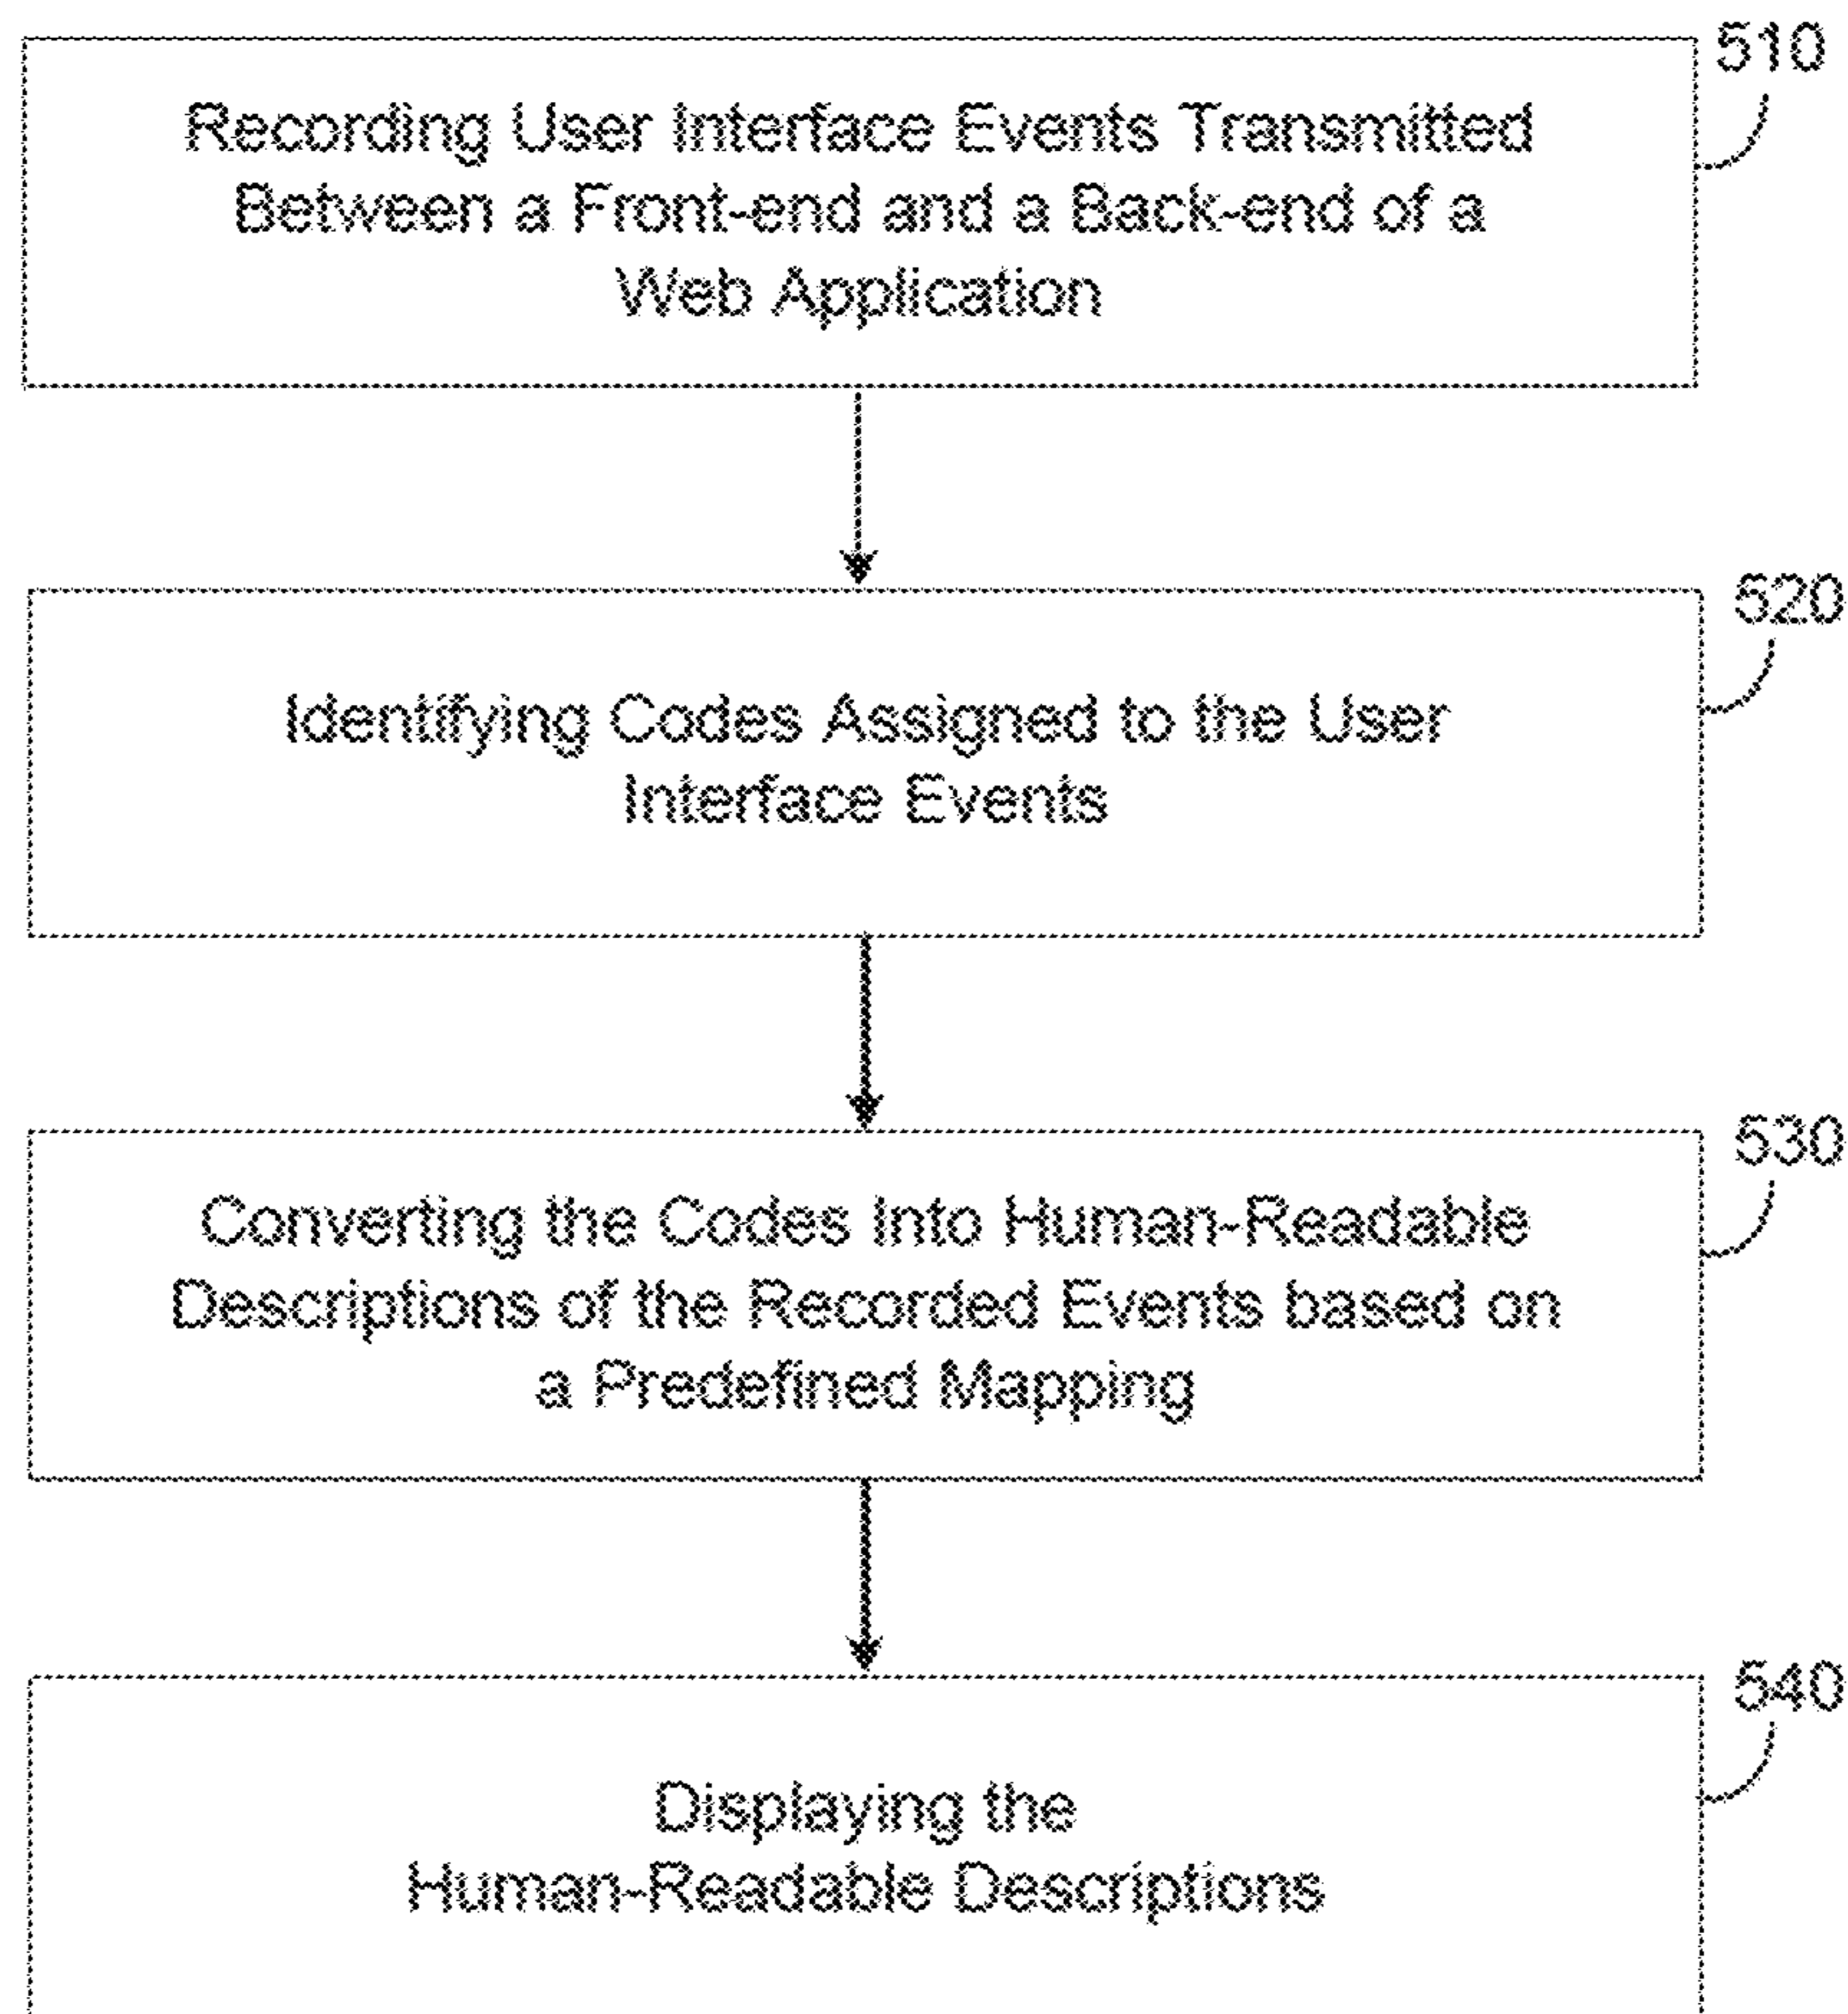 510
Recording User Interface Events Transmitted
Between a Front-end and a Back-end of a
Web Application
520
Identifying Codes Assigned to the User
Interface Events
530
Converting the Codes Into Human-Readable
Descriptions of the Recorded Events based on
a Predefined Mapping
540
Displaying the
Human-Readable Descriptions